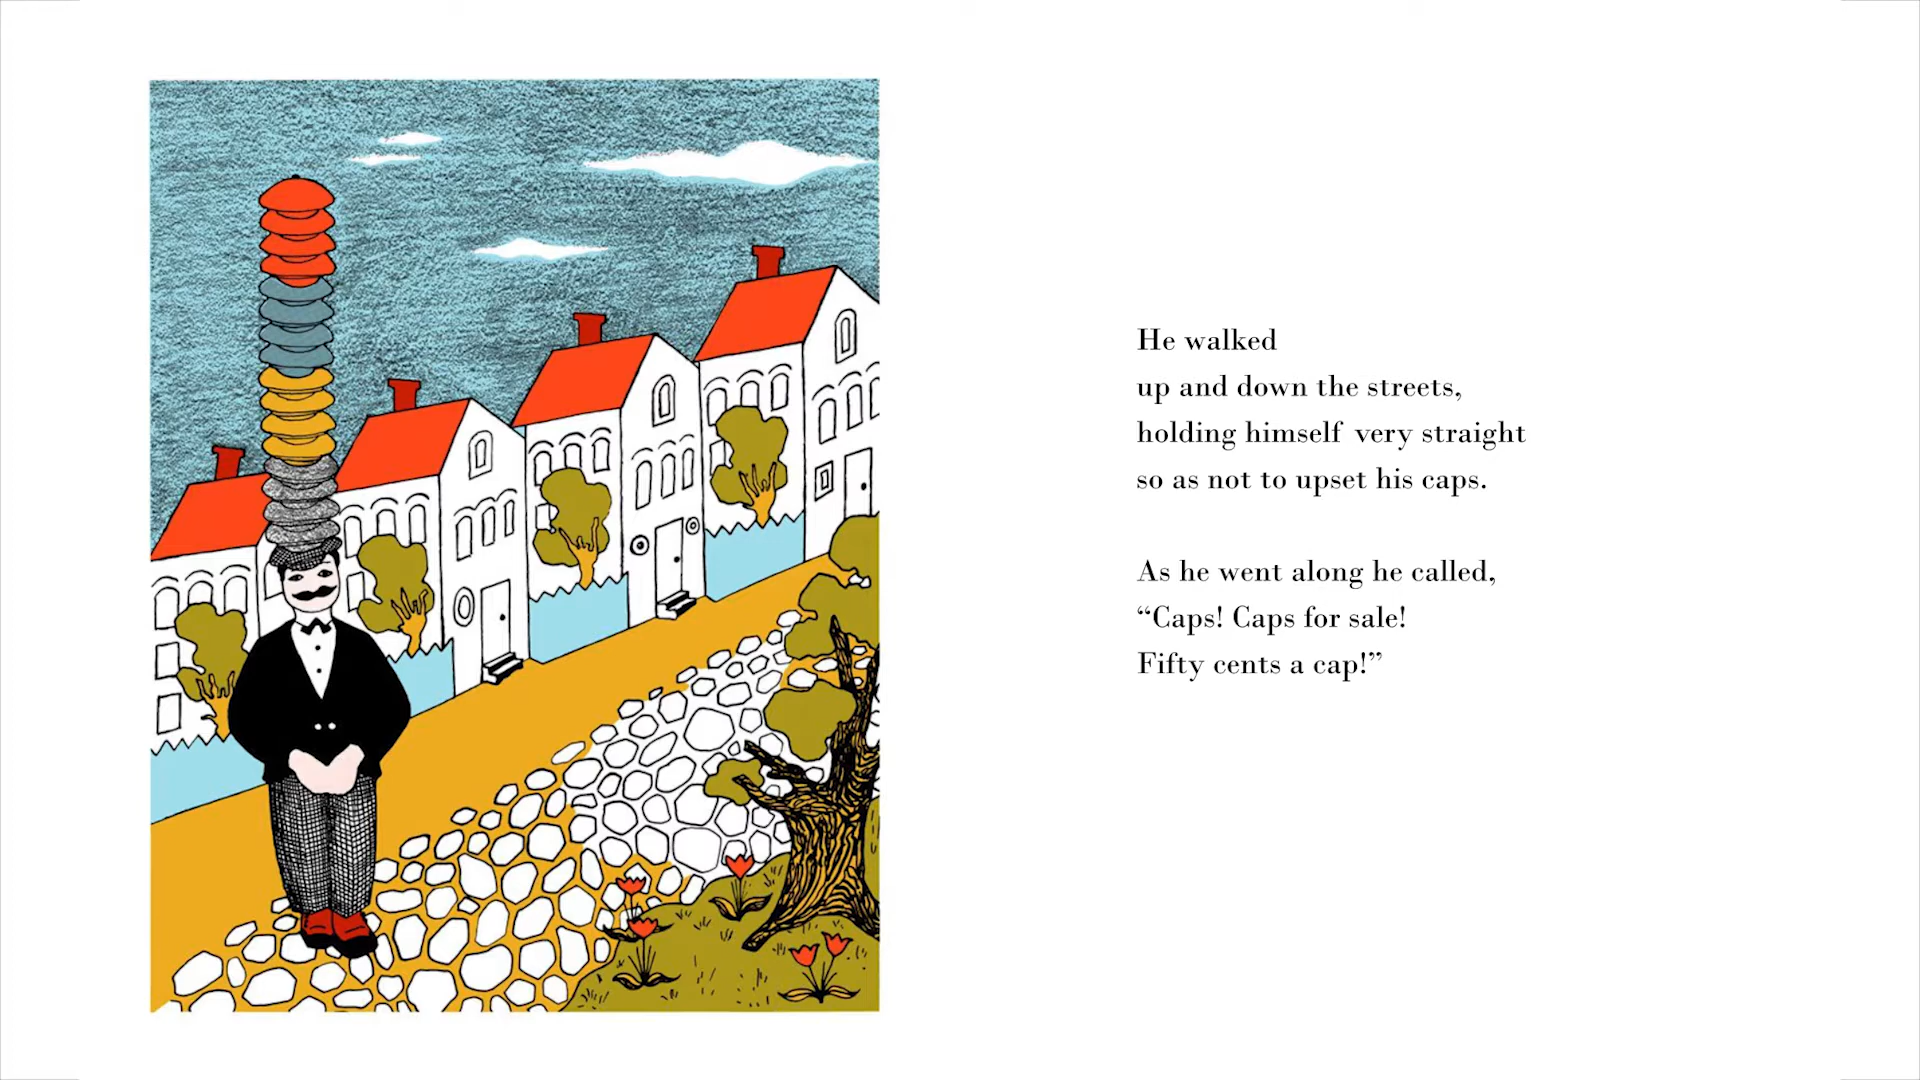 He walked
up and down the streets,
holding himself very straight
so as not to upset his caps.
As he went along he called,
“Caps! Caps for sale!
Fifty cents a cap!”